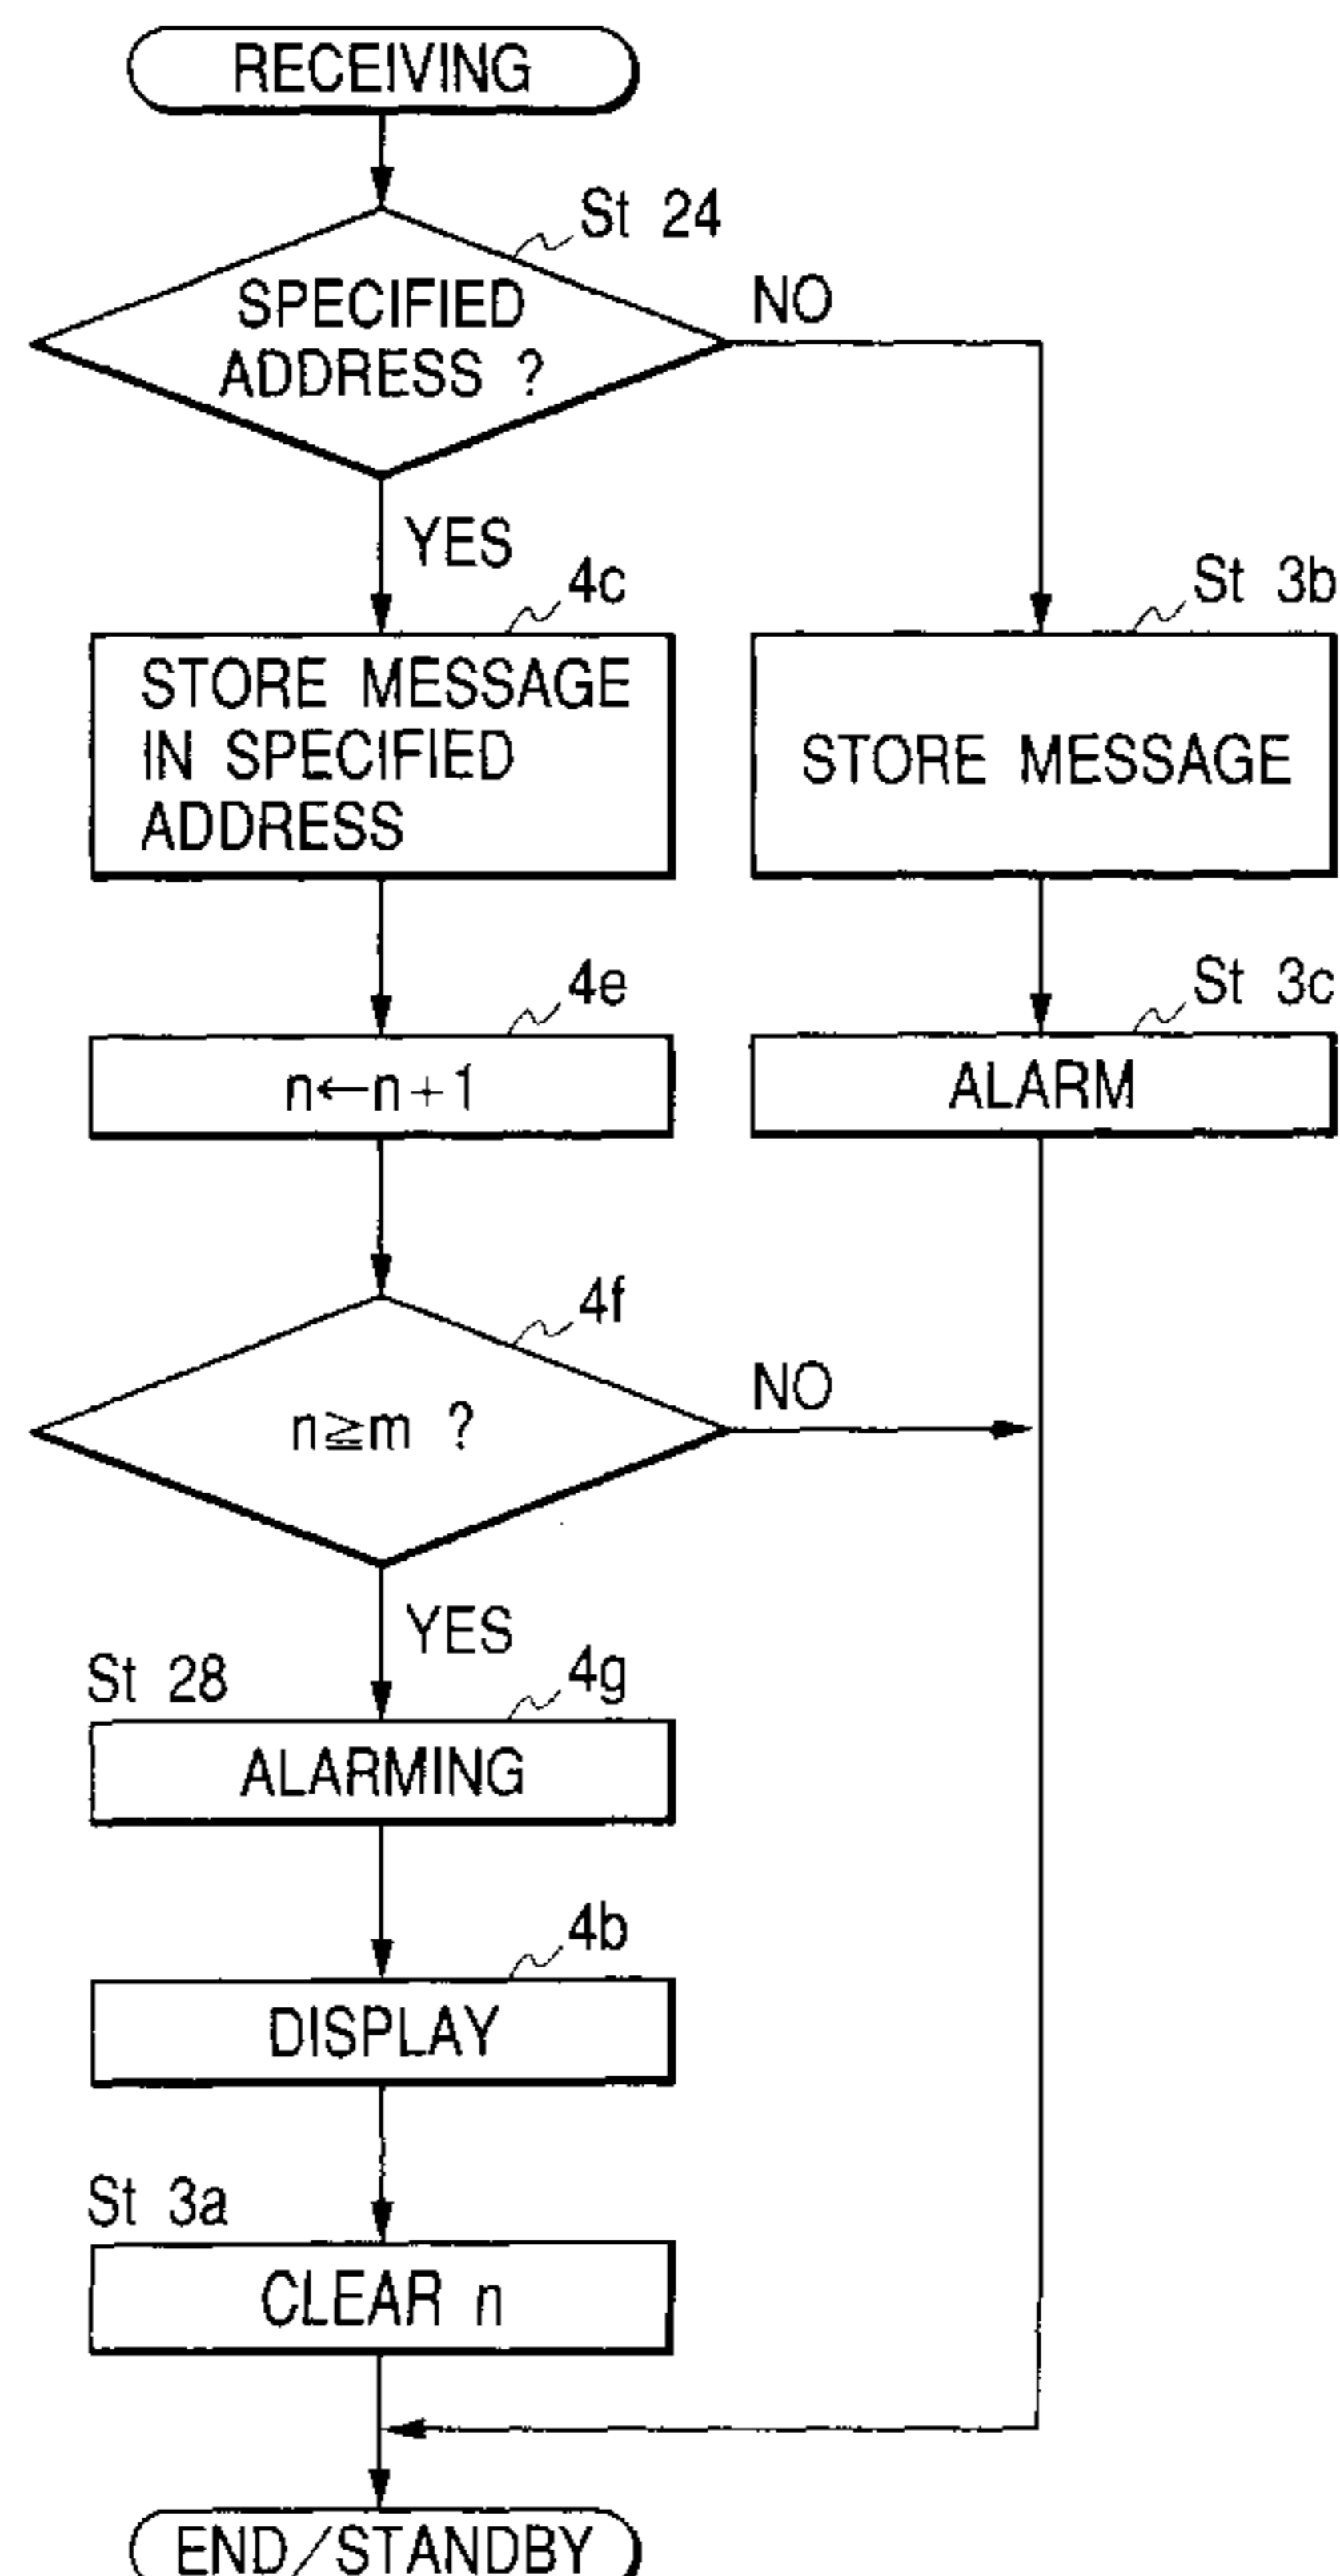 RECEIVING
St 24
SPECIFIED
ADDRESS ?
NO
YES
4c
STORE MESSAGE
IN SPECIFIED
ADDRESS
St 3b
STORE MESSAGE
4e
n←n+1
St 3c
ALARM
4f
n≧m ?
NO
YES
St 28
4g
ALARMING
4b
DISPLAY
St 3a
CLEAR n
END/STANDBY